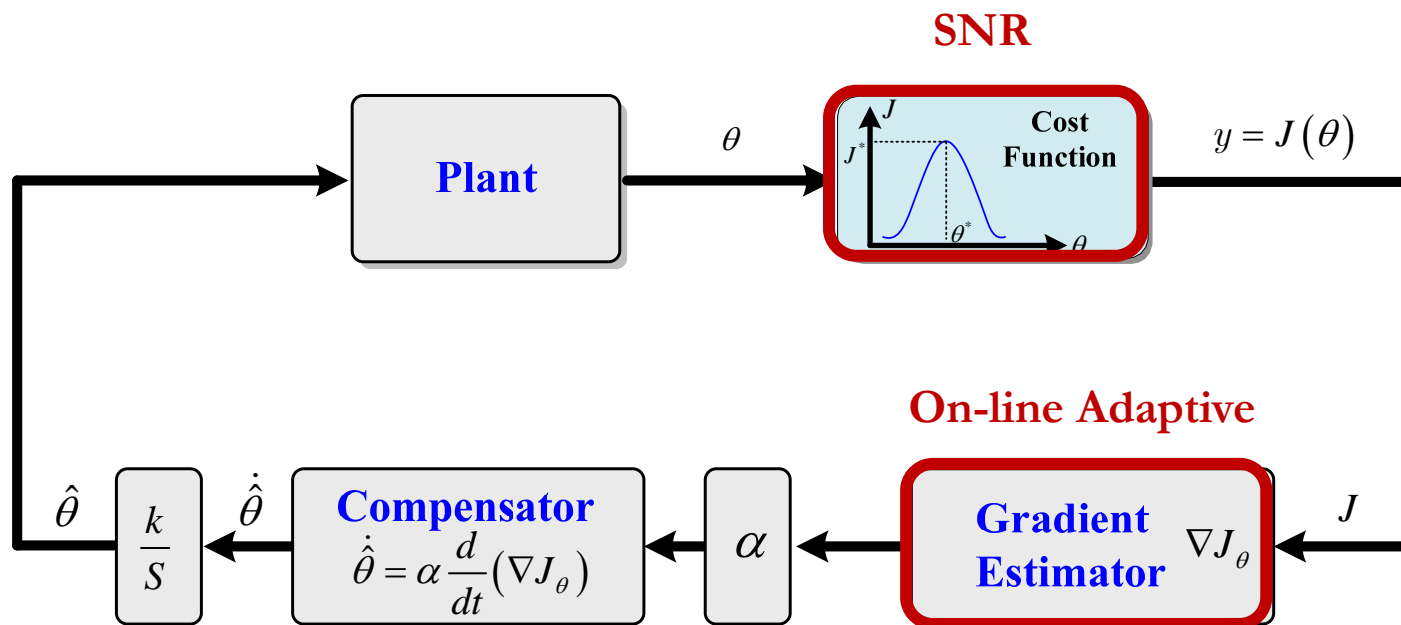 SNR
J
Cost
Function
J*
θ*
θ
Plant
θ
y = J(θ)
On-line Adaptive
θ̂
k
S
θ̂̇
Compensator
θ̂̇ = α d/dt (∇J_θ)
α
Gradient
Estimator
∇J_θ
J